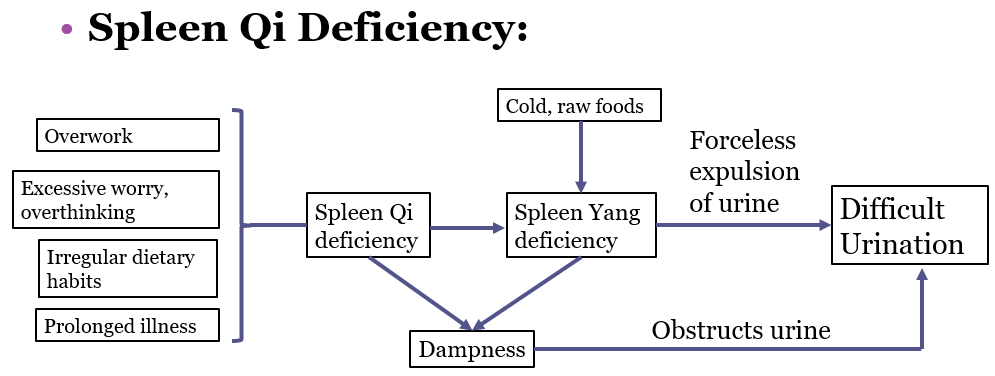 • Spleen Qi Deficiency:
Cold, raw foods
Overwork
Forceless
expulsion
of urine
Excessive worry,
overthinking
Spleen Qi
deficiency
Spleen Yang
deficiency
Difficult
Urination
Irregular dietary
habits
Prolonged illness
Dampness
Obstructs urine